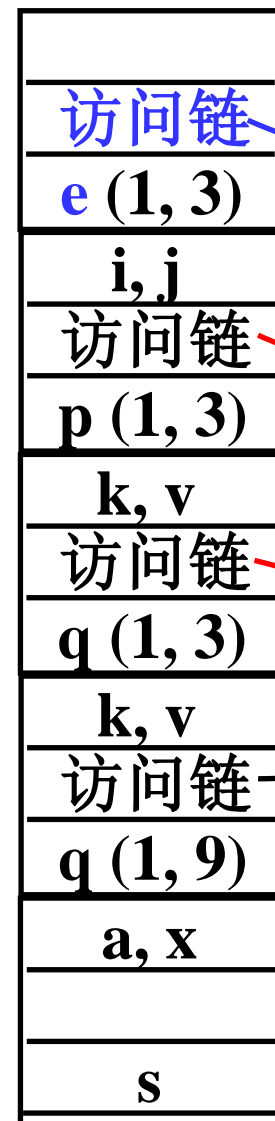 访问链
e (1, 3)
i, j
访问链
p (1, 3)
k, v
访问链
q (1, 3)
k, v
访问链
q (1, 9)
a, x
s